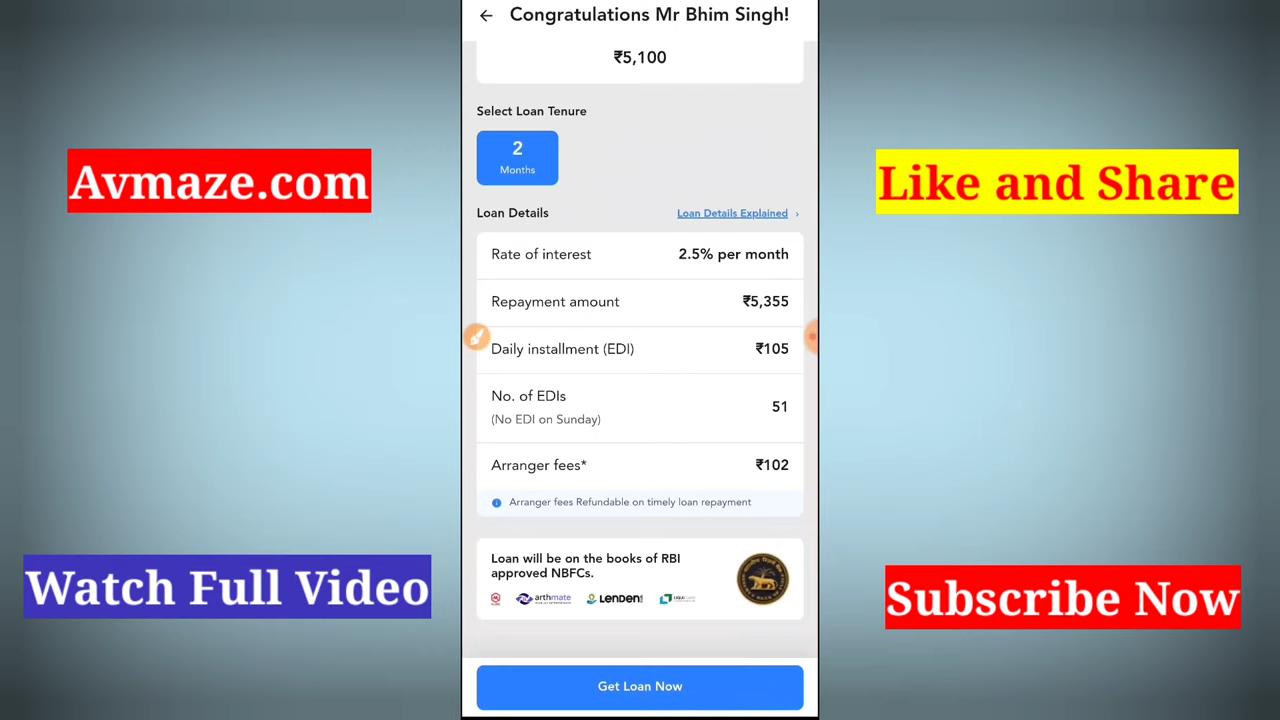 Congratulations Mr Bhim Singh!
₹5,100
Select Loan Tenure
2
Months
Loan Details
Loan Details Explained
Rate of interest
2.5% per month
Repayment amount
₹5,355
Daily installment (EDI)
₹105
No. of EDIs
(No EDI on Sunday)
51
Arranger fees*
₹102
Arranger fees Refundable on timely loan repayment
Loan will be on the books of RBI
approved NBFCs.
arthmate
LENDEN
Get Loan Now
Avmaze.com
Like and Share
Watch Full Video
Subscribe Now